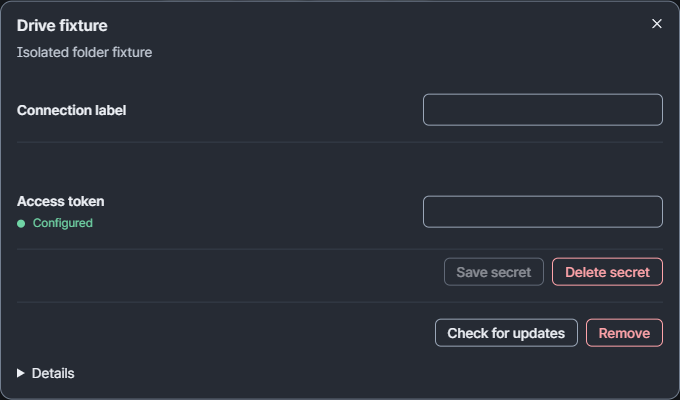 Drive fixture
Isolated folder fixture
Connection label
Access token
Configured
Save secret
Delete secret
Check for updates
Remove
Details